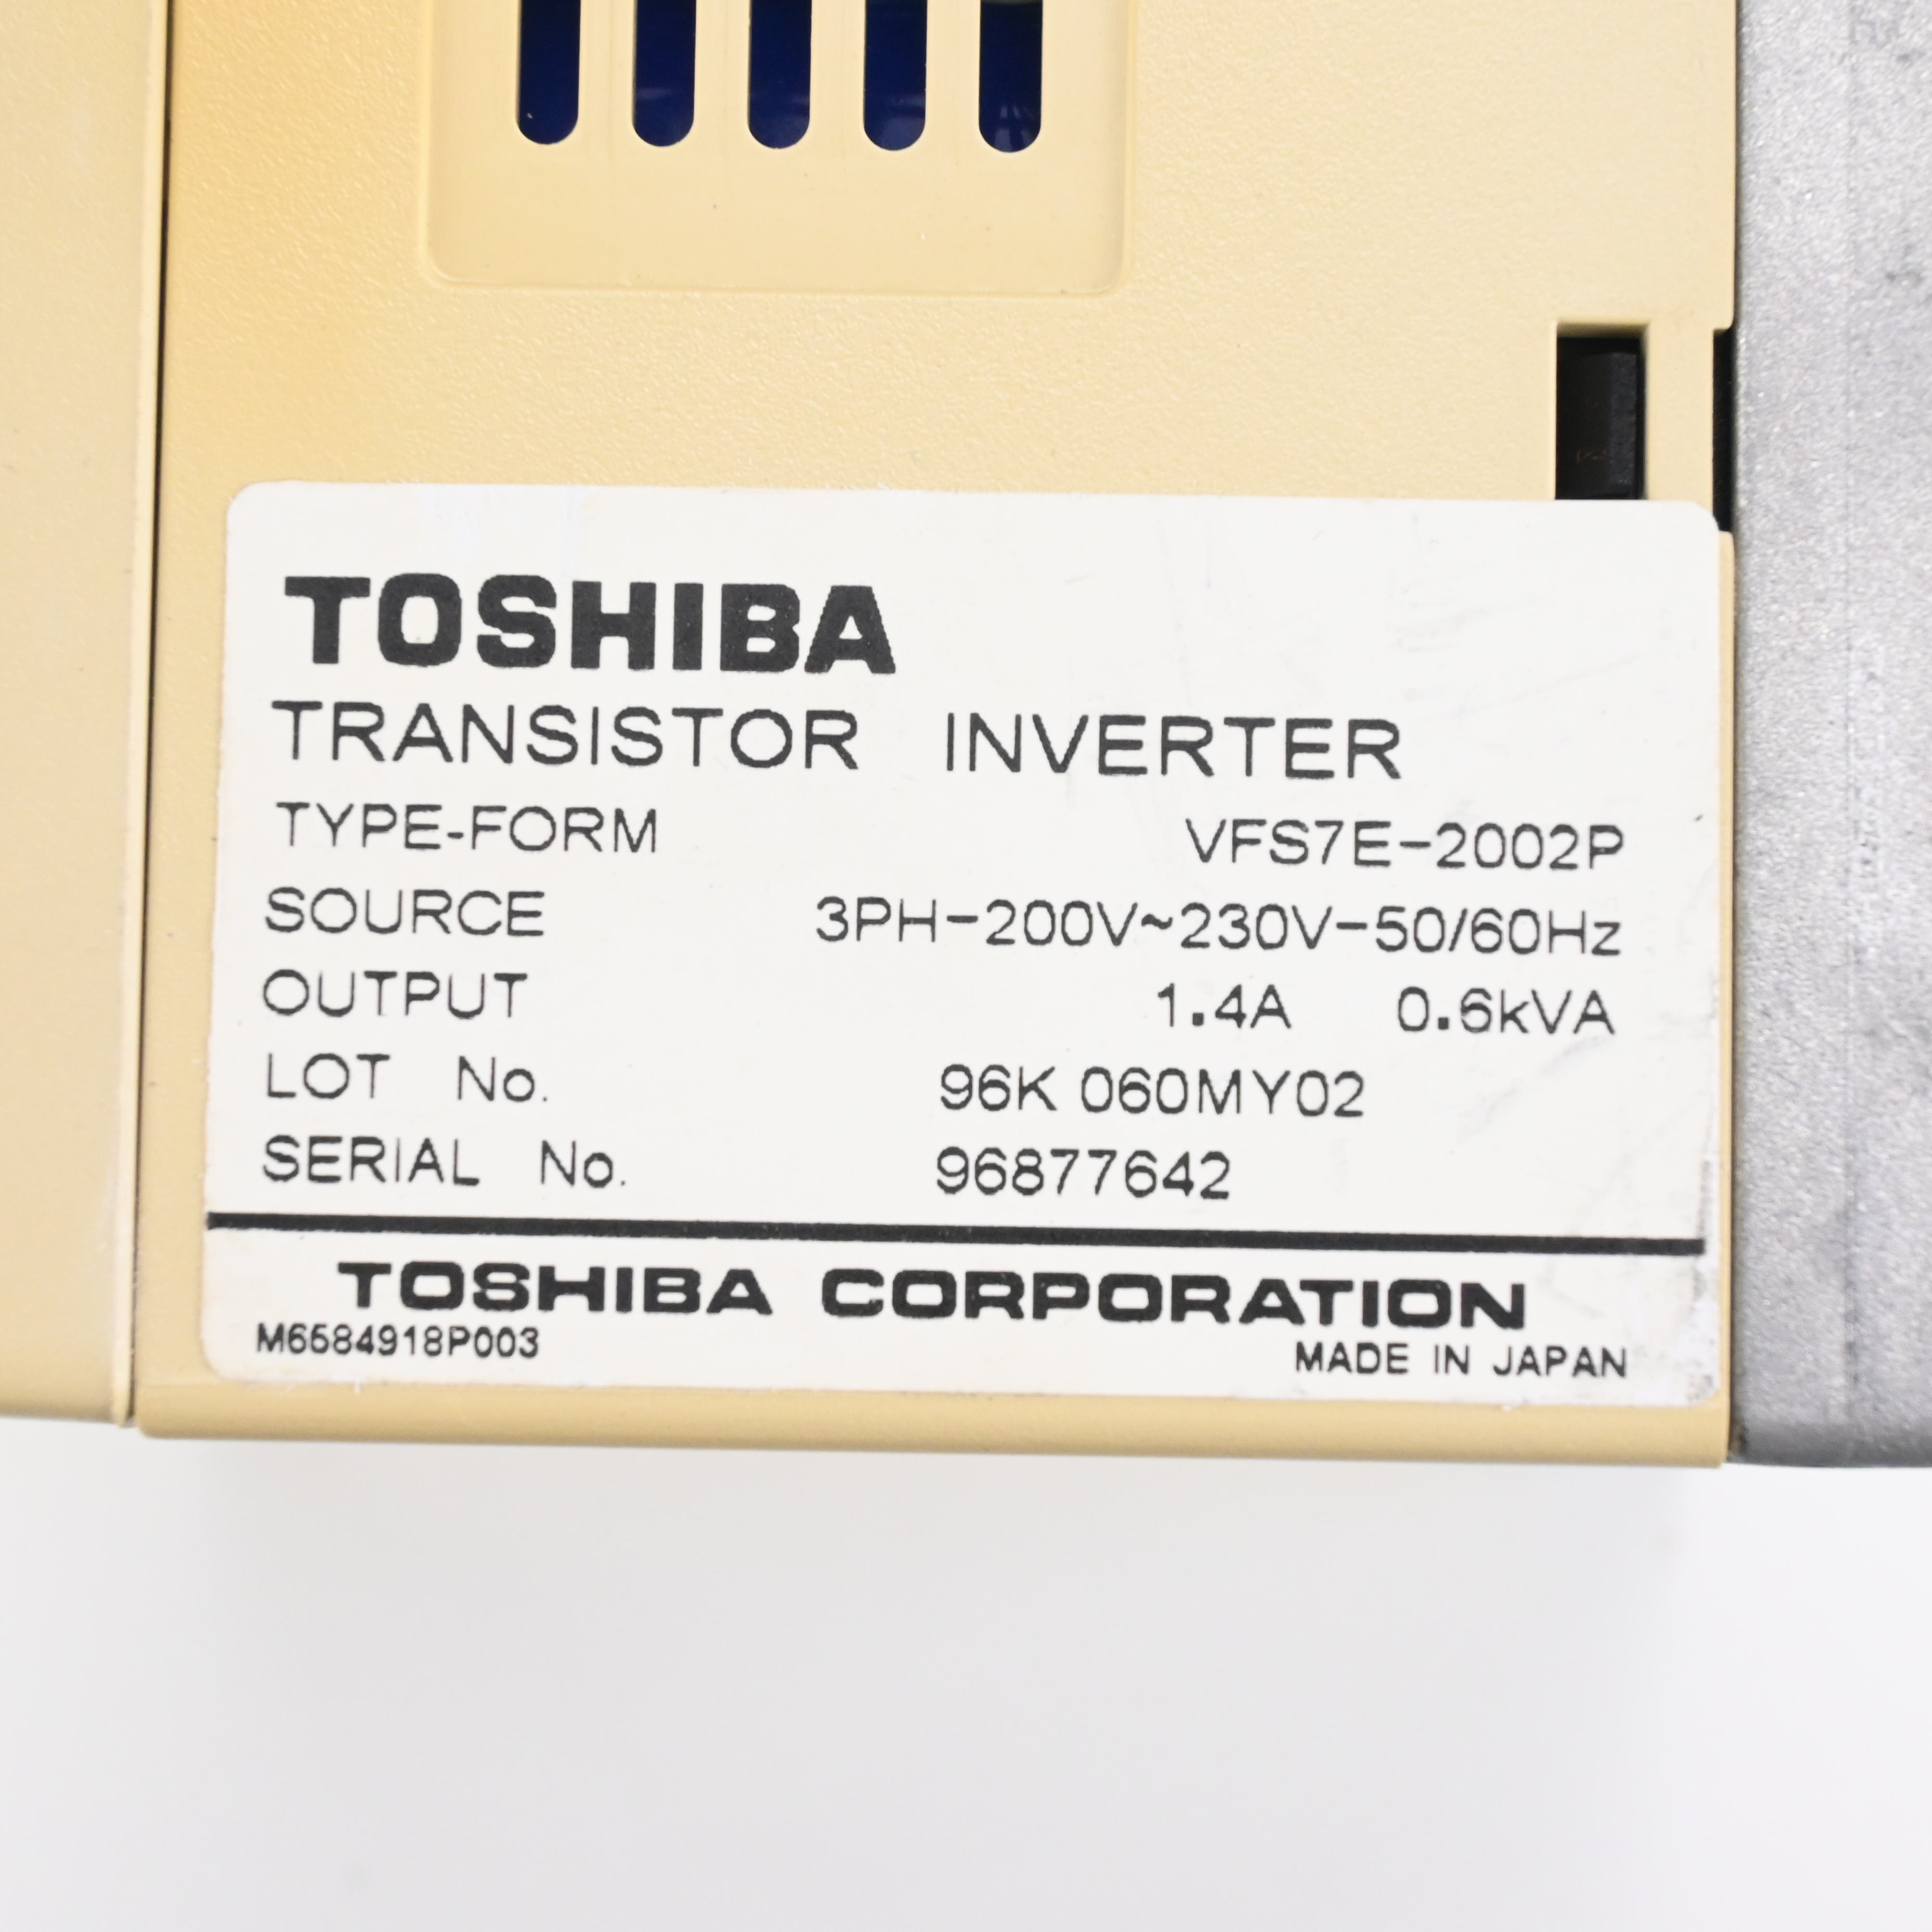 TOSHIBA
TRANSISTOR INVERTER
TYPE-FORM VFS7E-2002P
SOURCE 3PH-200V~230V-50/60Hz
OUTPUT 1.4A 0.6kVA
LOT No. 96K 060MY02
SERIAL No. 96877642
TOSHIBA CORPORATION
M6584918P003
MADE IN JAPAN